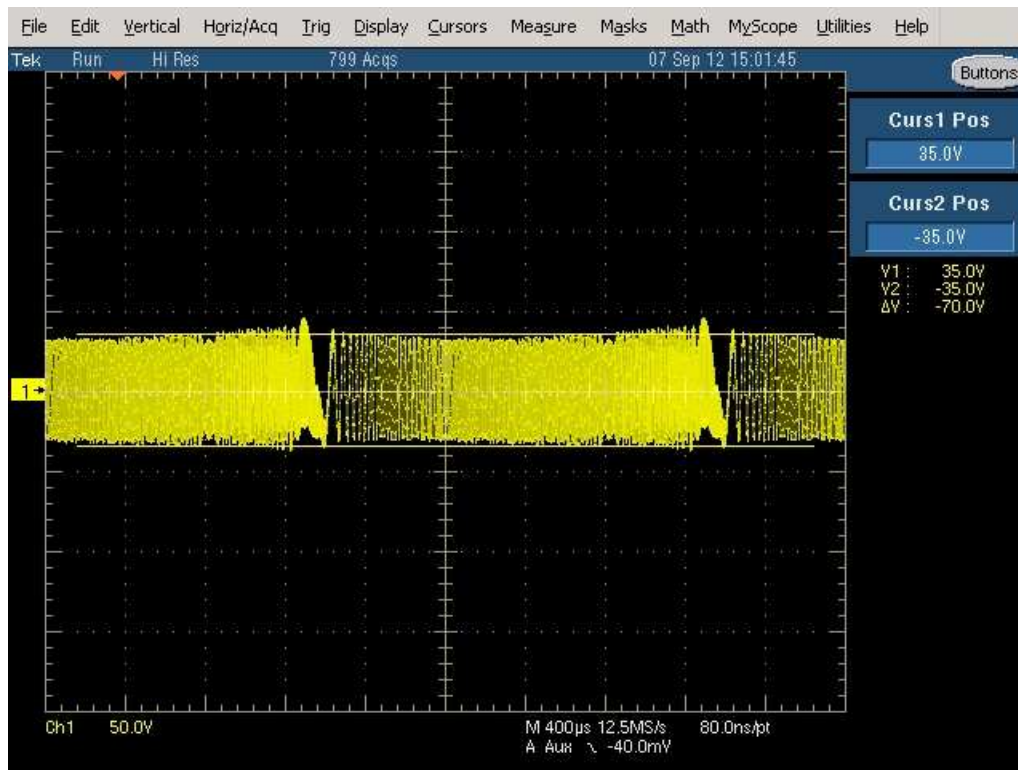 File Edit Vertical Horiz/Acq Trig Display Cursors Measure Masks Math MyScope Utilities Help
Tek Run Hi Res 799 Acqs 07 Sep 12 15:01:45
Buttons
Curs1 Pos
35.0V
Curs2 Pos
-35.0V
V1 : 35.0V
V2 : -35.0V
ΔV : -70.0V
1
Ch1 50.0V M 400µs 12.5MS/s 80.0ns/pt
A Aux ∖ -40.0mV